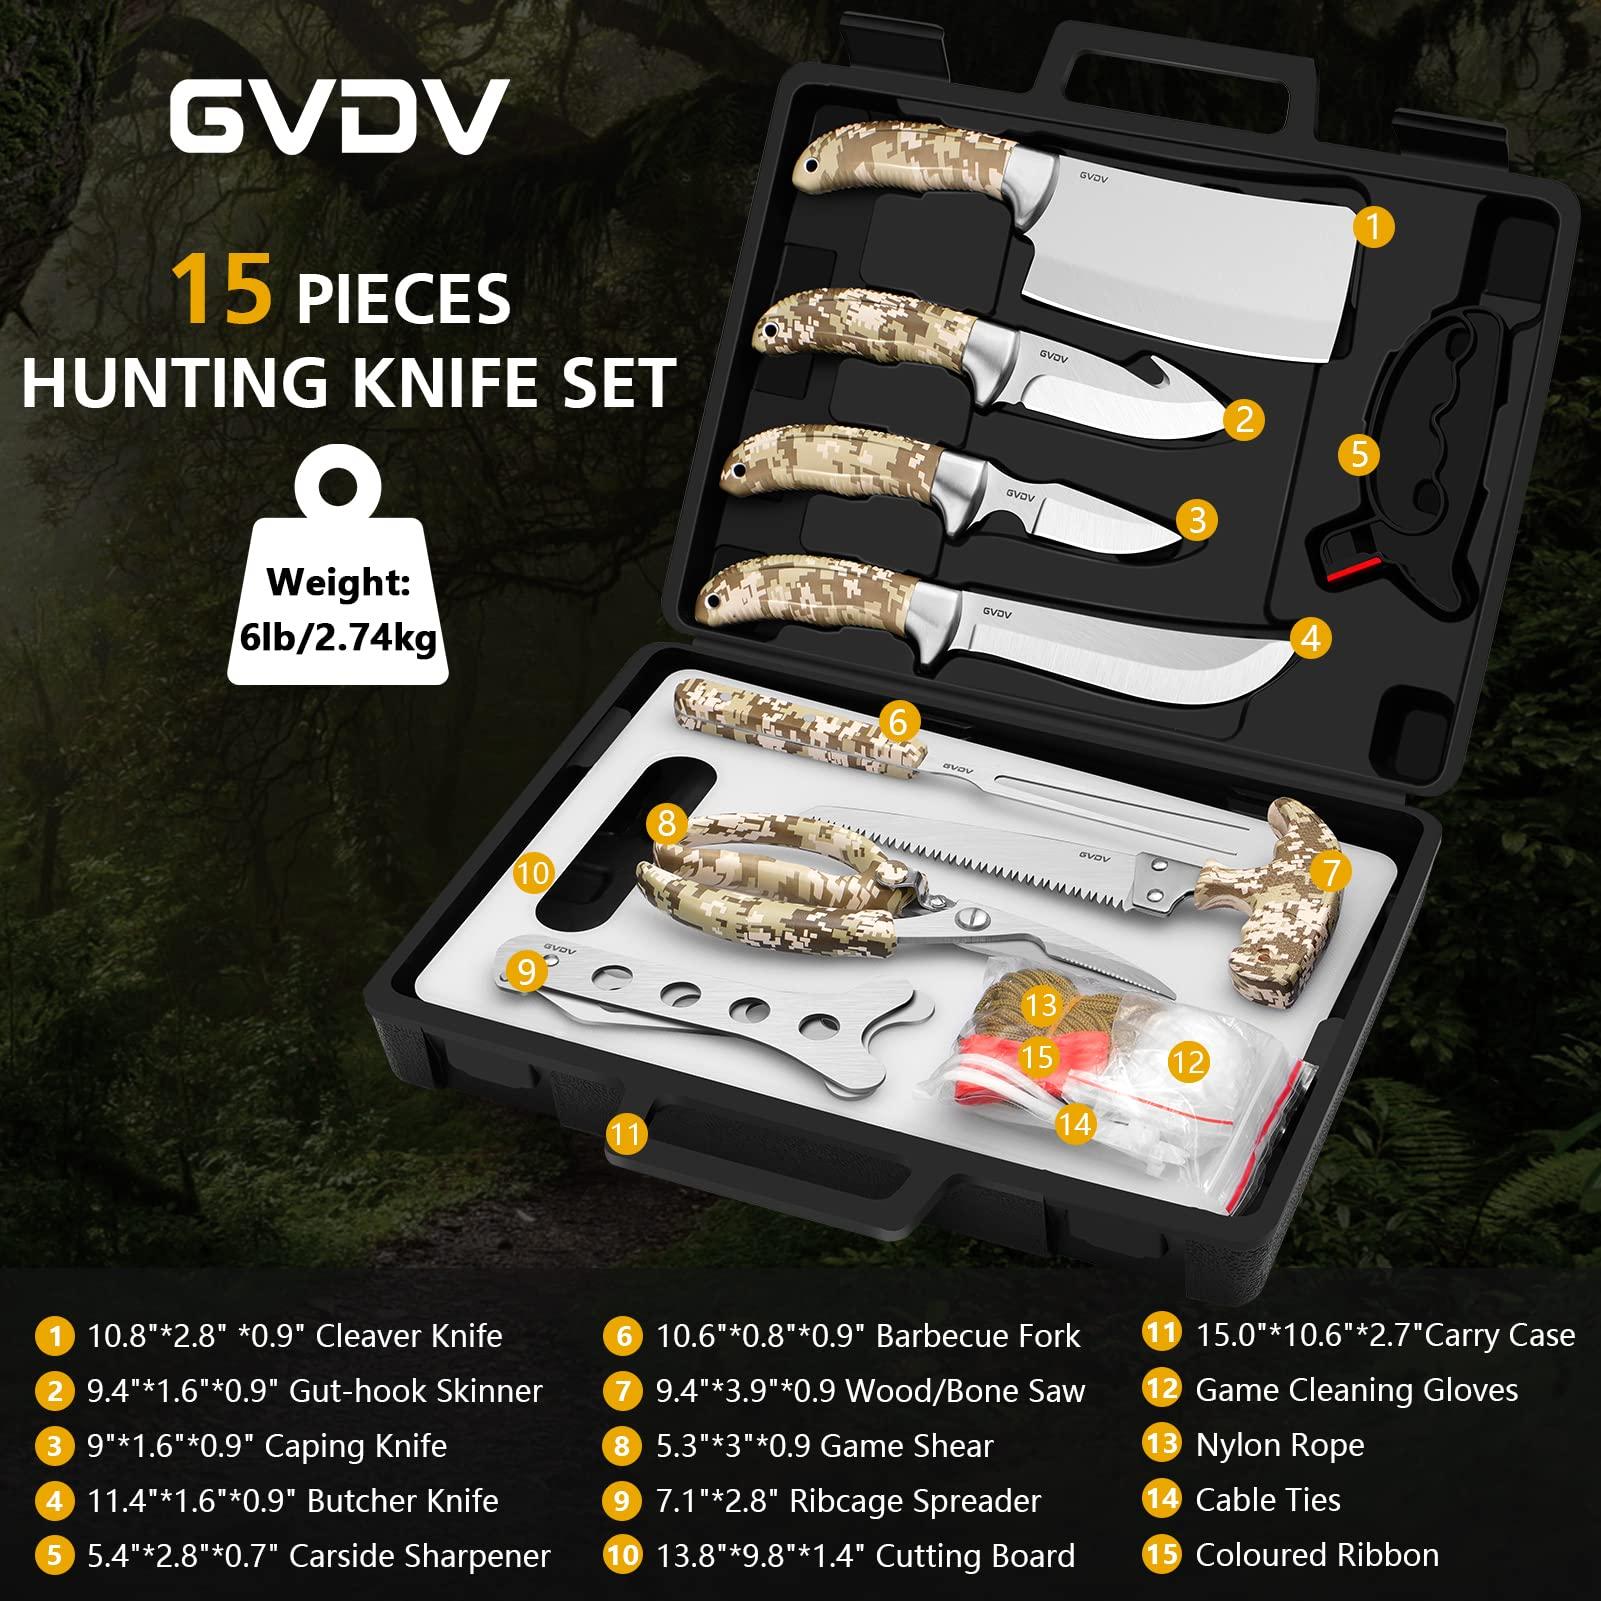 GVDV
15 PIECES
HUNTING KNIFE SET
Weight:
6lb/2.74kg
GVDV
1
GVDV
2
GVDV
3
5
GVDV
4
6
GVDV
8
GVDV
7
10
GVDV
9
13
15
12
14
11
1 10.8"*2.8" *0.9" Cleaver Knife
2 9.4"*1.6"*0.9" Gut-hook Skinner
3 9"*1.6"*0.9" Caping Knife
4 11.4"*1.6"*0.9" Butcher Knife
5 5.4"*2.8"*0.7" Carside Sharpener
6 10.6"*0.8"*0.9" Barbecue Fork
7 9.4"*3.9"*0.9 Wood/Bone Saw
8 5.3"*3"*0.9 Game Shear
9 7.1"*2.8" Ribcage Spreader
10 13.8"*9.8"*1.4" Cutting Board
11 15.0"*10.6"*2.7"Carry Case
12 Game Cleaning Gloves
13 Nylon Rope
14 Cable Ties
15 Coloured Ribbon